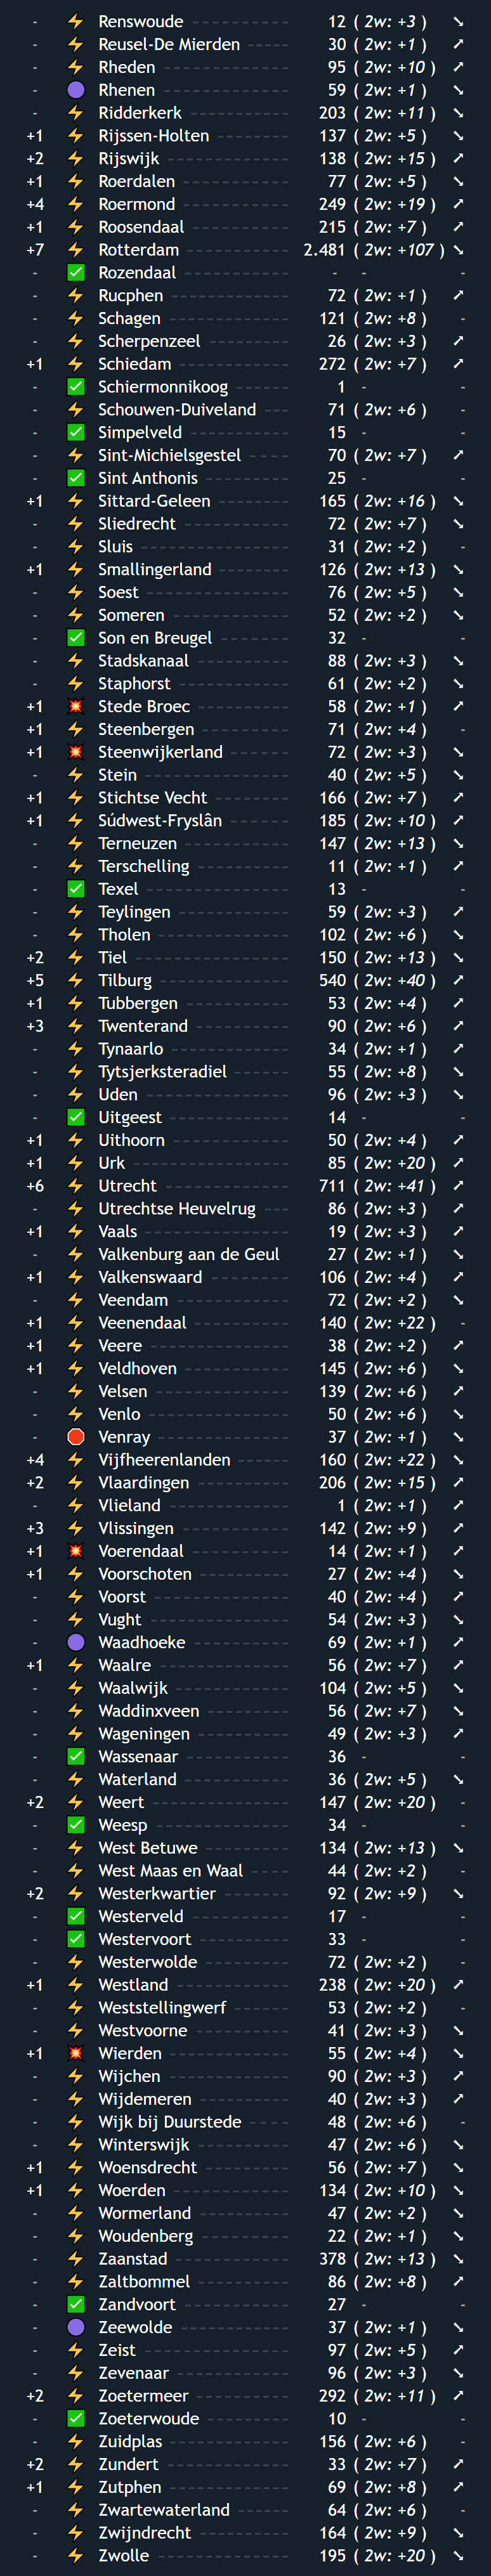 - ⚡ Renswoude ---------------- 12 ( 2w: +3 ) ➘
- ⚡ Reusel-De Mierden -------- 30 ( 2w: +1 ) ➚
- ⚡ Rheden ---------------- 95 ( 2w: +10 ) ➚
- 🟣 Rhenen ---------------- 59 ( 2w: +1 ) ➘
- ⚡ Ridderkerk ---------------- 203 ( 2w: +11 ) ➘
+1 ⚡ Rijssen-Holten ---------------- 137 ( 2w: +5 ) ➘
+2 ⚡ Rijswijk ---------------- 138 ( 2w: +15 ) ➚
+1 ⚡ Roerdalen ---------------- 77 ( 2w: +5 ) ➘
+4 ⚡ Roermond ---------------- 249 ( 2w: +19 ) ➚
+1 ⚡ Roosendaal ---------------- 215 ( 2w: +7 ) ➚
+7 ⚡ Rotterdam ---------------- 2.481 ( 2w: +107 ) ➘
- ✅ Rozendaal ---------------- - - -
- ⚡ Rucphen ---------------- 72 ( 2w: +1 ) ➚
- ⚡ Schagen ---------------- 121 ( 2w: +8 ) -
- ⚡ Scherpenzeel ---------------- 26 ( 2w: +3 ) ➚
+1 ⚡ Schiedam ---------------- 272 ( 2w: +7 ) ➚
- ✅ Schiermonnikoog -------- 1 - -
- ⚡ Schouwen-Duiveland ---- 71 ( 2w: +6 ) -
- ✅ Simpelveld ---------------- 15 - -
- ⚡ Sint-Michielsgestel -------- 70 ( 2w: +7 ) ➚
- ✅ Sint Anthonis ---------------- 25 - -
+1 ⚡ Sittard-Geleen ---------------- 165 ( 2w: +16 ) ➘
- ⚡ Sliedrecht ---------------- 72 ( 2w: +7 ) ➘
- ⚡ Sluis ---------------- 31 ( 2w: +2 ) -
+1 ⚡ Smallingerland ---------------- 126 ( 2w: +13 ) ➘
- ⚡ Soest ---------------- 76 ( 2w: +5 ) ➘
- ⚡ Someren ---------------- 52 ( 2w: +2 ) ➘
- ✅ Son en Breugel ---------------- 32 - -
- ⚡ Stadskanaal ---------------- 88 ( 2w: +3 ) ➘
- ⚡ Staphorst ---------------- 61 ( 2w: +2 ) ➘
+1 💥 Stede Broec ---------------- 58 ( 2w: +1 ) ➚
+1 ⚡ Steenbergen ---------------- 71 ( 2w: +4 ) -
+1 💥 Steenwijkerland ---------------- 72 ( 2w: +3 ) ➘
- ⚡ Stein ---------------- 40 ( 2w: +5 ) ➘
+1 ⚡ Stichtse Vecht ---------------- 166 ( 2w: +7 ) ➚
+1 ⚡ Súdwest-Fryslân ---------------- 185 ( 2w: +10 ) ➚
- ⚡ Terneuzen ---------------- 147 ( 2w: +13 ) ➘
- ⚡ Terschelling ---------------- 11 ( 2w: +1 ) ➚
- ✅ Texel ---------------- 13 - -
- ⚡ Teylingen ---------------- 59 ( 2w: +3 ) ➚
- ⚡ Tholen ---------------- 102 ( 2w: +6 ) ➘
+2 ⚡ Tiel ---------------- 150 ( 2w: +13 ) ➘
+5 ⚡ Tilburg ---------------- 540 ( 2w: +40 ) ➚
+1 ⚡ Tubbergen ---------------- 53 ( 2w: +4 ) ➚
+3 ⚡ Twenterand ---------------- 90 ( 2w: +6 ) ➚
- ⚡ Tynaarlo ---------------- 34 ( 2w: +1 ) ➚
- ⚡ Tytsjerksteradiel -------- 55 ( 2w: +8 ) ➘
- ⚡ Uden ---------------- 96 ( 2w: +3 ) ➘
- ✅ Uitgeest ---------------- 14 - -
+1 ⚡ Uithoorn ---------------- 50 ( 2w: +4 ) ➚
+1 ⚡ Urk ---------------- 85 ( 2w: +20 ) ➚
+6 ⚡ Utrecht ---------------- 711 ( 2w: +41 ) ➚
- ⚡ Utrechtse Heuvelrug --- 86 ( 2w: +3 ) ➚
+1 ⚡ Vaals ---------------- 19 ( 2w: +3 ) ➚
- ⚡ Valkenburg aan de Geul 27 ( 2w: +1 ) ➘
+1 ⚡ Valkenswaard ---------------- 106 ( 2w: +4 ) ➚
- ⚡ Veendam ---------------- 72 ( 2w: +2 ) ➘
+1 ⚡ Veenendaal ---------------- 140 ( 2w: +22 ) -
+1 ⚡ Veere ---------------- 38 ( 2w: +2 ) ➚
+1 ⚡ Veldhoven ---------------- 145 ( 2w: +6 ) ➘
- ⚡ Velsen ---------------- 139 ( 2w: +6 ) ➚
- ⚡ Venlo ---------------- 50 ( 2w: +6 ) ➘
- 🛑 Venray ---------------- 37 ( 2w: +1 ) ➘
+4 ⚡ Vijfheerenlanden -------- 160 ( 2w: +22 ) ➘
+2 ⚡ Vlaardingen ---------------- 206 ( 2w: +15 ) ➚
- ⚡ Vlieland ---------------- 1 ( 2w: +1 ) ➚
+3 ⚡ Vlissingen ---------------- 142 ( 2w: +9 ) ➚
+1 💥 Voerendaal ---------------- 14 ( 2w: +1 ) ➚
+1 ⚡ Voorschoten ---------------- 27 ( 2w: +4 ) ➘
- ⚡ Voorst ---------------- 40 ( 2w: +4 ) ➚
- ⚡ Vught ---------------- 54 ( 2w: +3 ) ➘
- 🟣 Waadhoeke ---------------- 69 ( 2w: +1 ) ➚
+1 ⚡ Waalre ---------------- 56 ( 2w: +7 ) ➚
- ⚡ Waalwijk ---------------- 104 ( 2w: +5 ) ➘
- ⚡ Waddinxveen ---------------- 56 ( 2w: +7 ) ➘
- ⚡ Wageningen ---------------- 49 ( 2w: +3 ) ➚
- ✅ Wassenaar ---------------- 36 - -
- ⚡ Waterland ---------------- 36 ( 2w: +5 ) ➘
+2 ⚡ Weert ---------------- 147 ( 2w: +20 ) -
- ✅ Weesp ---------------- 34 - -
- ⚡ West Betuwe ---------------- 134 ( 2w: +13 ) ➘
- ⚡ West Maas en Waal ------ 44 ( 2w: +2 ) -
+2 ⚡ Westerkwartier ---------------- 92 ( 2w: +9 ) ➘
- ✅ Westerveld ---------------- 17 - -
- ✅ Westervoort ---------------- 33 - -
- ⚡ Westerwolde ---------------- 72 ( 2w: +2 ) -
+1 ⚡ Westland ---------------- 238 ( 2w: +20 ) ➚
- ⚡ Weststellingwerf -------- 53 ( 2w: +2 ) -
- ⚡ Westvoorne ---------------- 41 ( 2w: +3 ) ➘
+1 💥 Wierden ---------------- 55 ( 2w: +4 ) ➘
- ⚡ Wijchen ---------------- 90 ( 2w: +3 ) ➚
- ⚡ Wijdemeren ---------------- 40 ( 2w: +3 ) ➚
- ⚡ Wijk bij Duurstede ------ 48 ( 2w: +6 ) -
- ⚡ Winterswijk ---------------- 47 ( 2w: +6 ) ➘
+1 ⚡ Woensdrecht ---------------- 56 ( 2w: +7 ) ➘
+1 ⚡ Woerden ---------------- 134 ( 2w: +10 ) ➘
- ⚡ Wormerland ---------------- 47 ( 2w: +2 ) ➘
- ⚡ Woudenberg ---------------- 22 ( 2w: +1 ) ➘
- ⚡ Zaanstad ---------------- 378 ( 2w: +13 ) ➘
- ⚡ Zaltbommel ---------------- 86 ( 2w: +8 ) ➚
- ✅ Zandvoort ---------------- 27 - -
- 🟣 Zeewolde ---------------- 37 ( 2w: +1 ) ➘
- ⚡ Zeist ---------------- 97 ( 2w: +5 ) ➚
- ⚡ Zevenaar ---------------- 96 ( 2w: +3 ) ➘
+2 ⚡ Zoetermeer ---------------- 292 ( 2w: +11 ) ➚
- ✅ Zoeterwoude ---------------- 10 - -
- ⚡ Zuidplas ---------------- 156 ( 2w: +6 ) -
+2 ⚡ Zundert ---------------- 33 ( 2w: +7 ) ➚
+1 ⚡ Zutphen ---------------- 69 ( 2w: +8 ) ➚
- ⚡ Zwartewaterland -------- 64 ( 2w: +6 ) -
- ⚡ Zwijndrecht ---------------- 164 ( 2w: +9 ) ➘
- ⚡ Zwolle ---------------- 195 ( 2w: +20 ) ➘